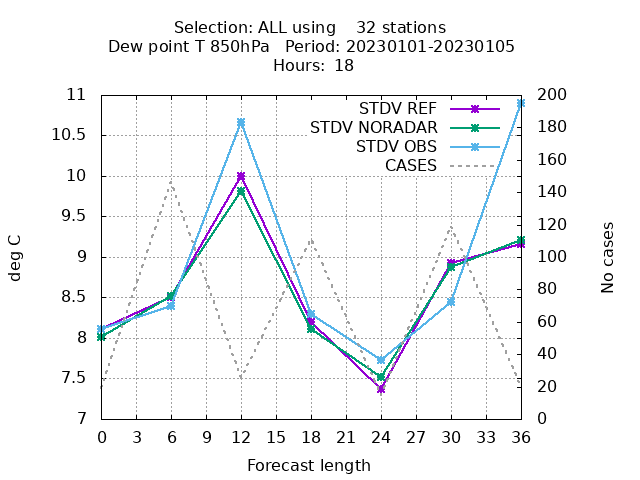 Selection: ALL using    32 stations
Dew point T 850hPa   Period: 20230101-20230105
Hours: 18
STDV REF
STDV NORADAR
STDV OBS
CASES
deg C
11
10.5
10
9.5
9
8.5
8
7.5
7
No cases
200
180
160
140
120
100
80
60
40
20
0
0 3 6 9 12 15 18 21 24 27 30 33 36
Forecast length